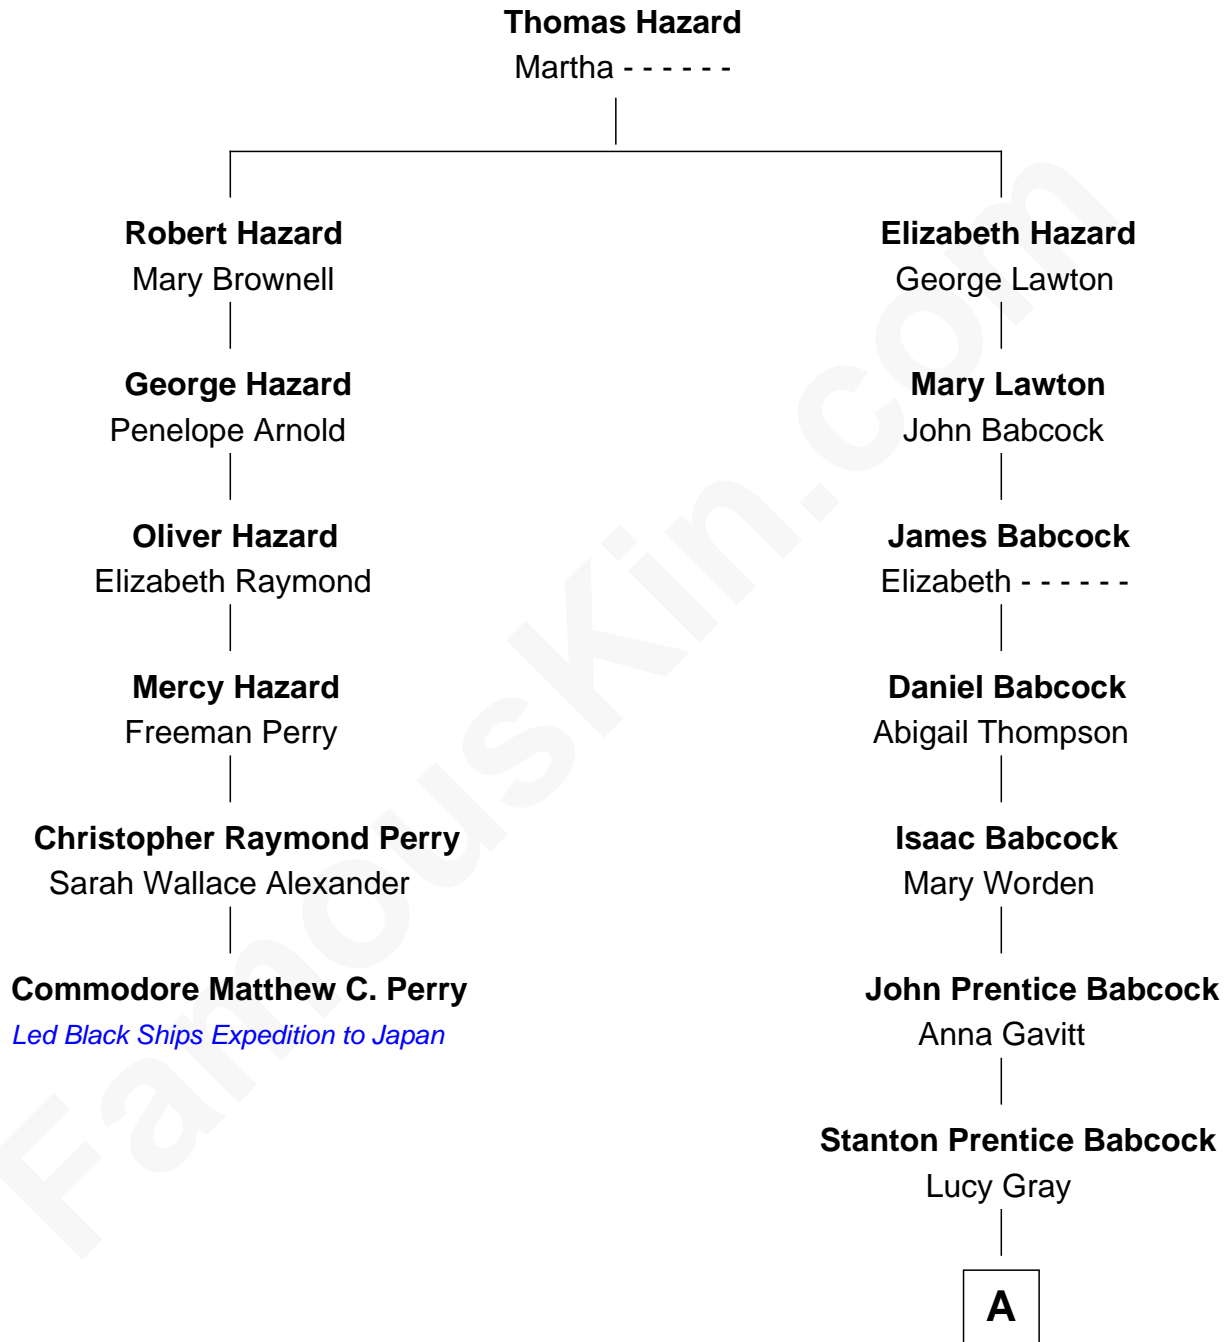 Thomas Hazard
Martha - - - - - -
Robert Hazard
Mary Brownell
Elizabeth Hazard
George Lawton
George Hazard
Penelope Arnold
Mary Lawton
John Babcock
Oliver Hazard
Elizabeth Raymond
James Babcock
Elizabeth - - - - - -
Mercy Hazard
Freeman Perry
Daniel Babcock
Abigail Thompson
Christopher Raymond Perry
Sarah Wallace Alexander
Isaac Babcock
Mary Worden
Commodore Matthew C. Perry
Led Black Ships Expedition to Japan
John Prentice Babcock
Anna Gavitt
Stanton Prentice Babcock
Lucy Gray
A
FamousKin.com